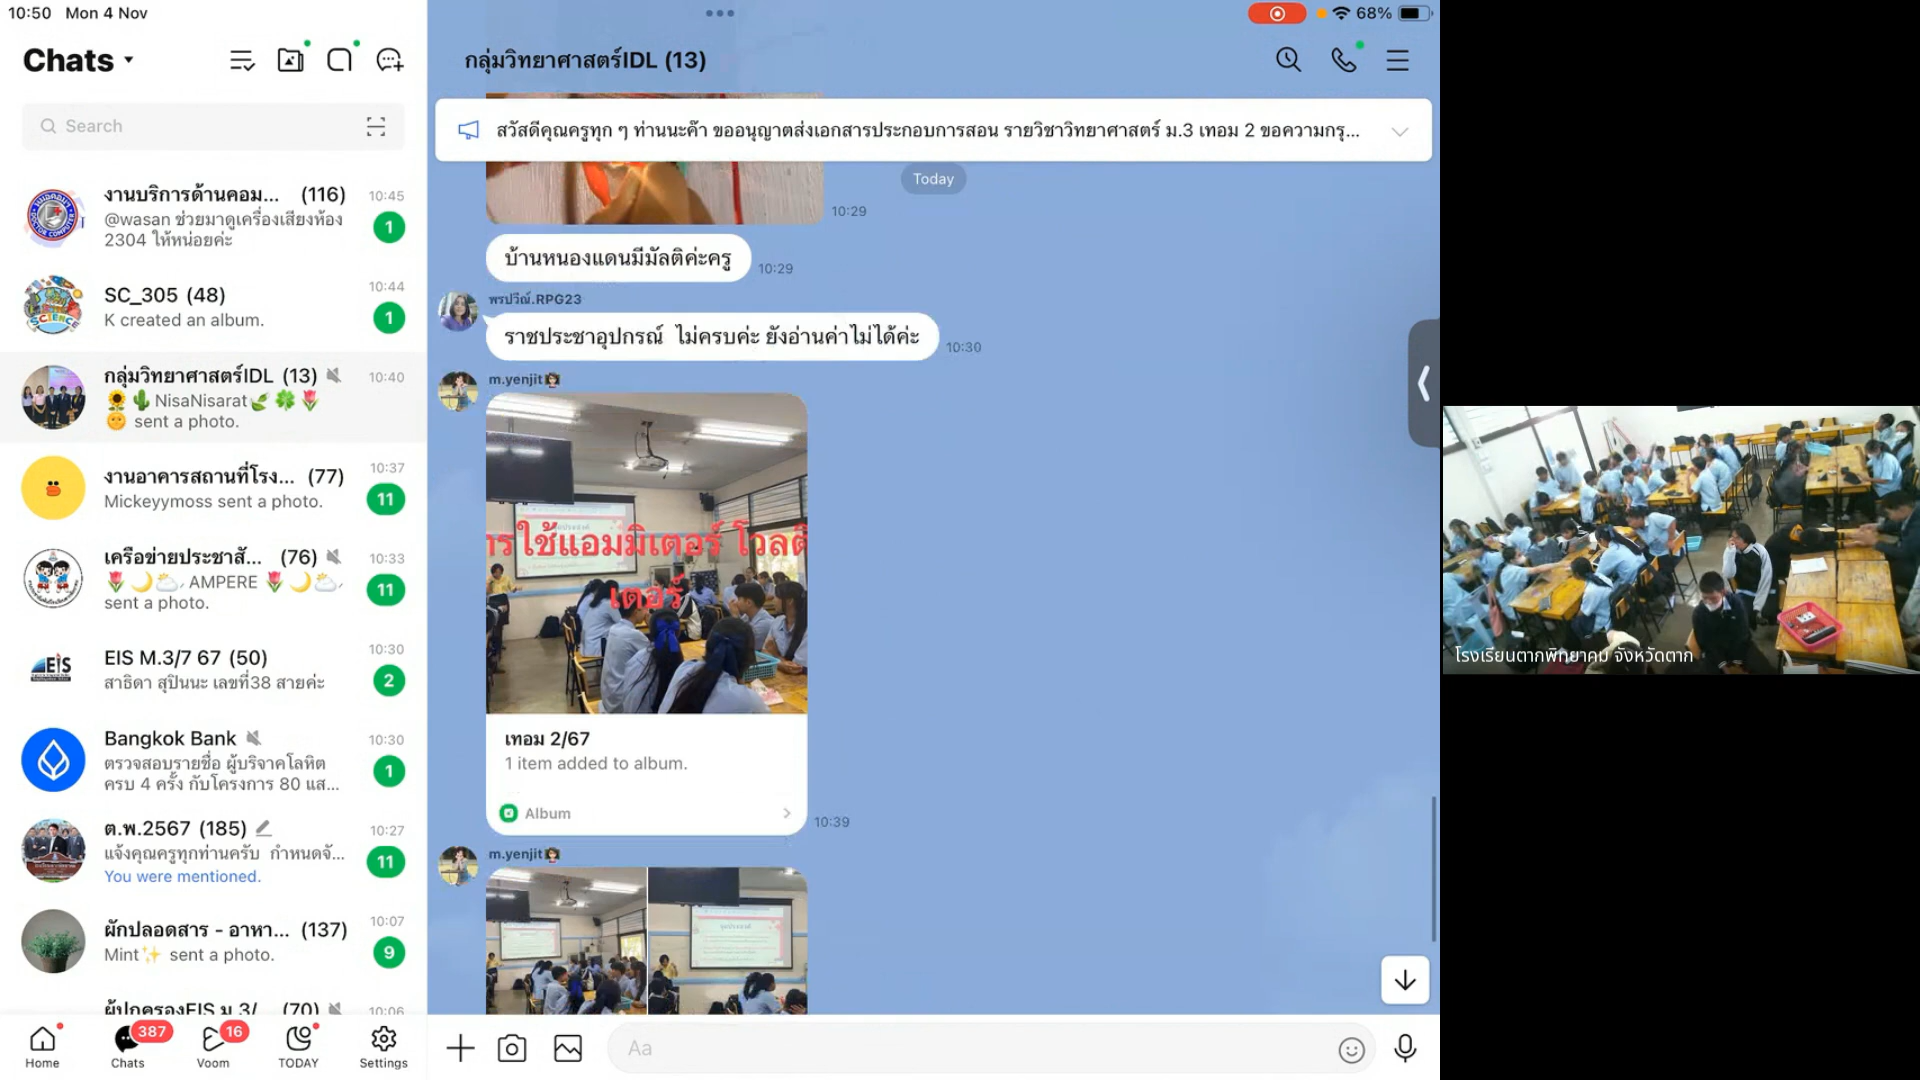 10:50 Mon 4 Nov
68%
Chats
Search
งานบริการด้านคอม... (116)
10:45
@wasan ช่วยมาดูเครื่องเสียงห้อง
2304 ให้หน่อยค่ะ
1
SC_305 (48)
10:44
K created an album.
1
SCIENCE
กลุ่มวิทยาศาสตร์IDL (13)
10:40
NisaNisarat
sent a photo.
งานอาคารสถานที่โรง... (77)
10:37
Mickeyymoss sent a photo.
11
เครือข่ายประชาสั... (76)
10:33
AMPERE
sent a photo.
11
EIS
EIS M.3/7 67 (50)
10:30
สาธิดา สุปินนะ เลขที่38 สายค่ะ
2
Bangkok Bank
10:30
ตรวจสอบรายชื่อ ผู้บริจาคโลหิต
ครบ 4 ครั้ง กับโครงการ 80 แส...
1
ต.พ.2567 (185)
10:27
แจ้งคุณครูทุกท่านครับ กำหนดจั...
You were mentioned.
11
ผักปลอดสาร - อาหา... (137)
10:07
Mint✨ sent a photo.
9
ผู้ปกครองEIS ม.3/ (70)
10:06
387
16
Home
Chats
Voom
TODAY
Settings
กลุ่มวิทยาศาสตร์IDL (13)
สวัสดีคุณครูทุก ๆ ท่านนะค๊า ขออนุญาตส่งเอกสารประกอบการสอน รายวิชาวิทยาศาสตร์ ม.3 เทอม 2 ขอความกรุ...
Today
10:29
บ้านหนองแดนมีมัลติค่ะครู
10:29
พรปวีณ์.RPG23
ราชประชาอุปกรณ์ ไม่ครบค่ะ ยังอ่านค่าไม่ได้ค่ะ
10:30
m.yenjit
ารใช้แอมมิเตอร์ โวลต์
เตอร์
เทอม 2/67
1 item added to album.
Album
10:39
m.yenjit
Aa
โรงเรียนตากพิทยาคม จังหวัดตาก